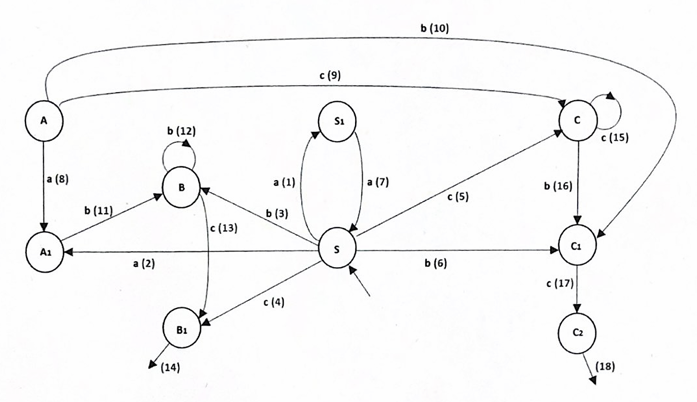 b (10)
c (9)
A
S1
C
b (12)
c (15)
a (8)
B
a (1)
a (7)
b (16)
b (11)
c (13)
b (3)
c (5)
A1
S
C1
a (2)
b (6)
c (4)
c (17)
B1
C2
(14)
(18)